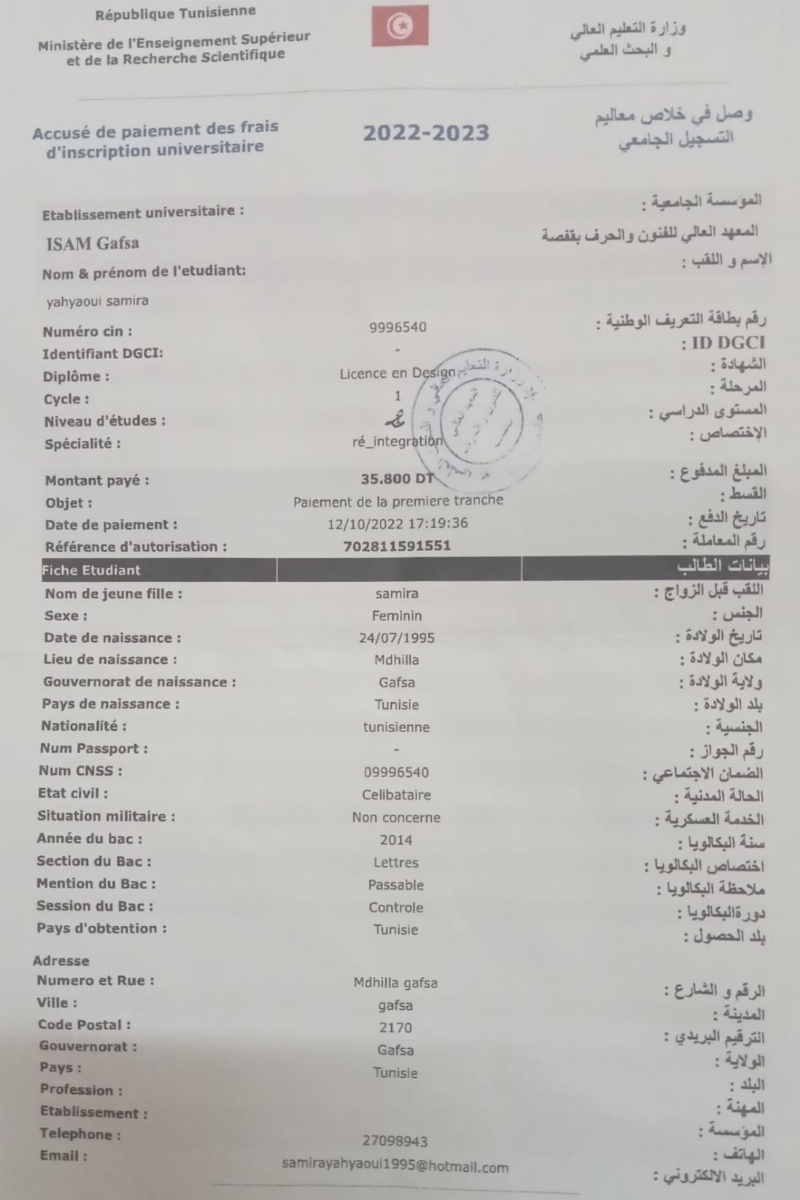 République Tunisienne
Ministère de l'Enseignement Supérieur
et de la Recherche Scientifique
وزارة التعليم العالي
و البحث العلمي
Accusé de paiement des frais
d'inscription universitaire
2022-2023
وصل في خلاص معاليم
التسجيل الجامعي
Etablissement universitaire : المؤسسة الجامعية :
ISAM Gafsa المعهد العالي للفنون والحرف بقفصة
Nom & prénom de l'etudiant: الإسم و اللقب :
yahyaoui samira
Numéro cin : 9996540 رقم بطاقة التعريف الوطنية :
Identifiant DGCI: - ID DGCI :
Diplôme : Licence en Design الشهادة :
Cycle : 1 المرحلة :
Niveau d'études : المستوى الدراسي :
Spécialité : ré_integration الإختصاص :
Montant payé : 35.800 DT المبلغ المدفوع :
Objet : Paiement de la premiere tranche القسط :
Date de paiement : 12/10/2022 17:19:36 تاريخ الدفع :
Référence d'autorisation : 702811591551 رقم المعاملة :
Fiche Etudiant بيانات الطالب
Nom de jeune fille : samira اللقب قبل الزواج :
Sexe : Feminin الجنس :
Date de naissance : 24/07/1995 تاريخ الولادة :
Lieu de naissance : Mdhilla مكان الولادة :
Gouvernorat de naissance : Gafsa ولاية الولادة :
Pays de naissance : Tunisie بلد الولادة :
Nationalité : tunisienne الجنسية :
Num Passport : - رقم الجواز :
Num CNSS : 09996540 الضمان الاجتماعي :
Etat civil : Celibataire الحالة المدنية :
Situation militaire : Non concerne الخدمة العسكرية :
Année du bac : 2014 سنة البكالويا :
Section du Bac : Lettres اختصاص البكالويا :
Mention du Bac : Passable ملاحظة البكالويا :
Session du Bac : Controle دورةالبكالويا :
Pays d'obtention : Tunisie بلد الحصول :
Adresse
Numero et Rue : Mdhilla gafsa الرقم و الشارع :
Ville : gafsa المدينة :
Code Postal : 2170 الترقيم البريدي :
Gouvernorat : Gafsa الولاية :
Pays : Tunisie البلد :
Profession : المهنة :
Etablissement : المؤسسة :
Telephone : 27098943 الهاتف :
Email : samirayahyaoui1995@hotmail.com البريد الالكتروني :